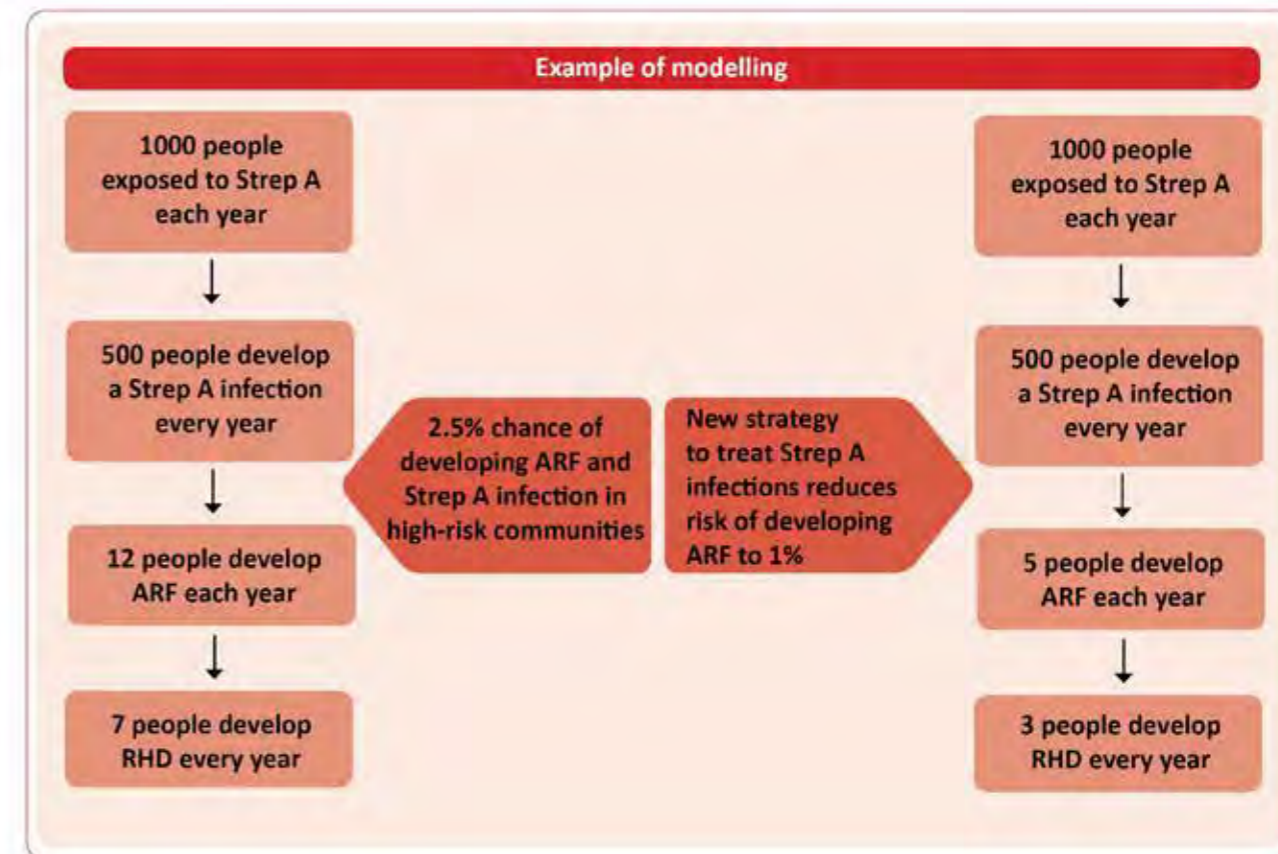 Example of modelling
1000 people
exposed to Strep A
each year
500 people develop
a Strep A infection
every year
12 people develop
ARF each year
7 people develop
RHD every year
2.5% chance of
developing ARF and
Strep A infection in
high-risk communities
New strategy
to treat Strep A
infections reduces
risk of developing
ARF to 1%
1000 people
exposed to Strep A
each year
500 people develop
a Strep A infection
every year
5 people develop
ARF each year
3 people develop
RHD every year